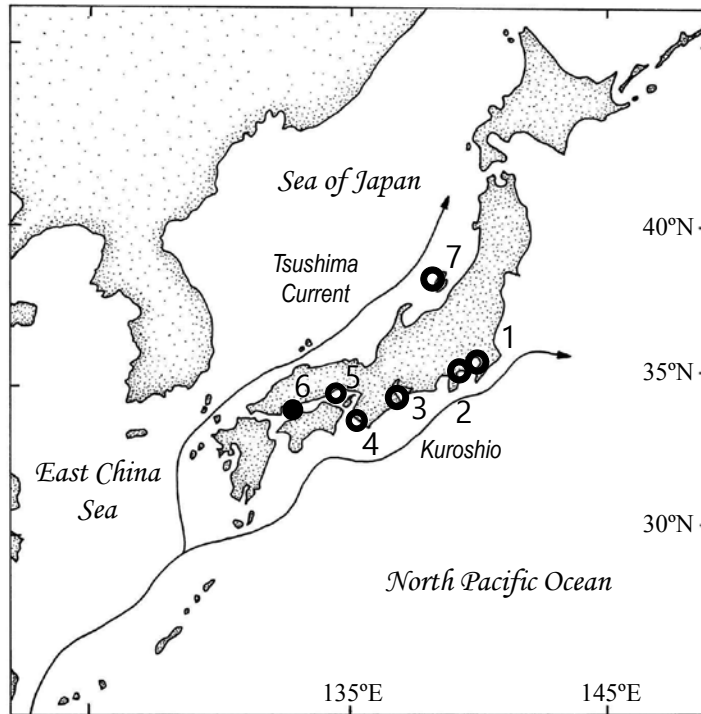 Sea of Japan
40ºN
7
Tsushima
Current
1
35ºN
5
6
3
2
4
Kuroshio
East China
Sea
30ºN
North Pacific Ocean
135ºE
145ºE